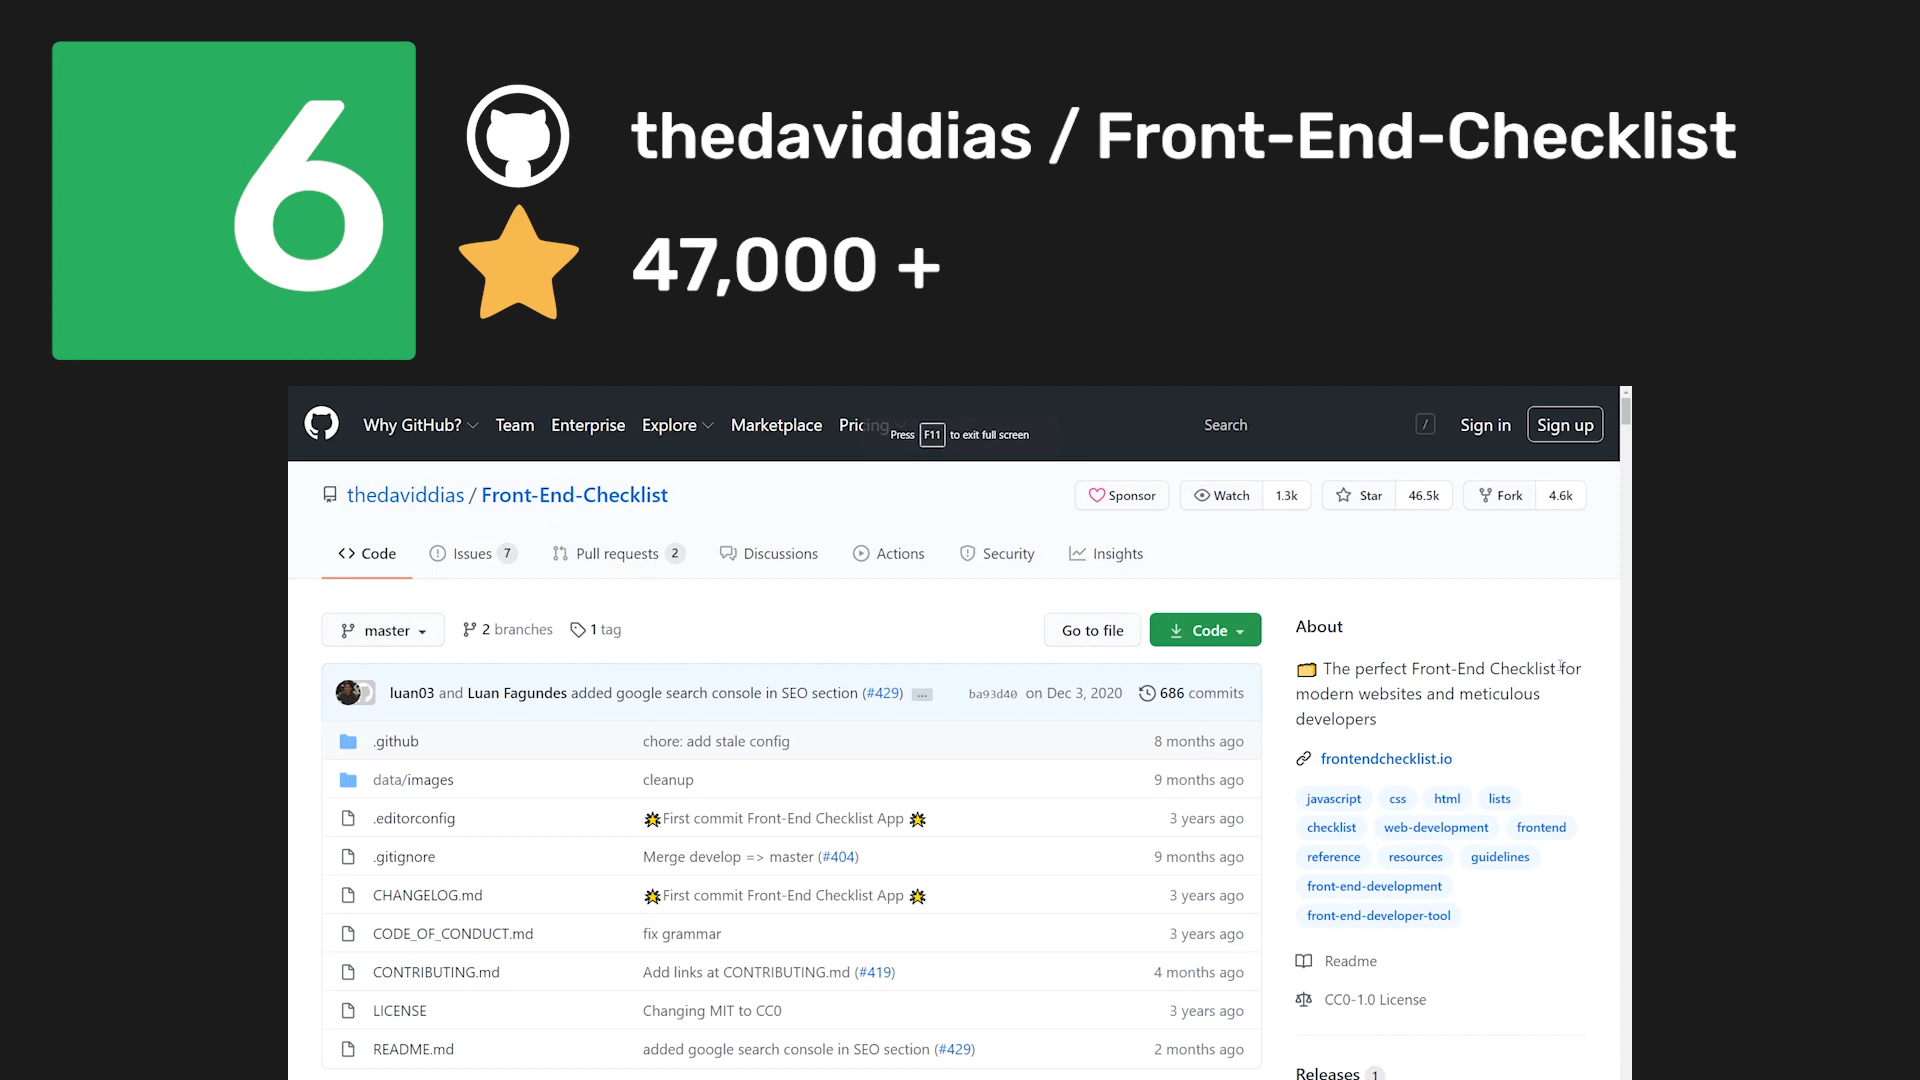 6
thedaviddias / Front-End-Checklist
47,000 +
Why GitHub? Team Enterprise Explore Marketplace Pricing Search / Sign in Sign up
Press F11 to exit full screen
thedaviddias / Front-End-Checklist Sponsor Watch 1.3k Star 46.5k Fork 4.6k
Code Issues 7 Pull requests 2 Discussions Actions Security Insights
master 2 branches 1 tag Go to file Code
luan03 and Luan Fagundes added google search console in SEO section (#429) ... ba93d40 on Dec 3, 2020 686 commits
.github chore: add stale config 8 months ago
data/images cleanup 9 months ago
.editorconfig 🌟First commit Front-End Checklist App 🌟 3 years ago
.gitignore Merge develop => master (#404) 9 months ago
CHANGELOG.md 🌟First commit Front-End Checklist App 🌟 3 years ago
CODE_OF_CONDUCT.md fix grammar 3 years ago
CONTRIBUTING.md Add links at CONTRIBUTING.md (#419) 4 months ago
LICENSE Changing MIT to CC0 3 years ago
README.md added google search console in SEO section (#429) 2 months ago
About
🗂 The perfect Front-End Checklist for
modern websites and meticulous
developers
frontendchecklist.io
javascript css html lists
checklist web-development frontend
reference resources guidelines
front-end-development
front-end-developer-tool
Readme
CC0-1.0 License
Releases 1